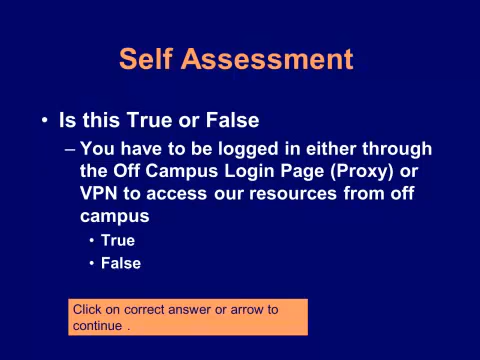 Self Assessment
• Is this True or False
– You have to be logged in either through
the Off Campus Login Page (Proxy) or
VPN to access our resources from off
campus
• True
• False
Click on correct answer or arrow to
continue .